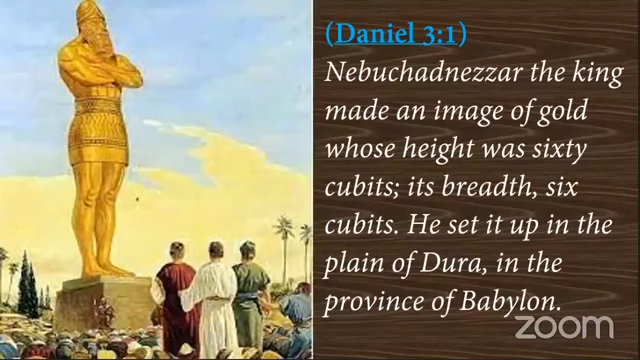 (Daniel 3:1)
Nebuchadnezzar the king
made an image of gold
whose height was sixty
cubits; its breadth, six
cubits. He set it up in the
plain of Dura, in the
province of Babylon.
zoom